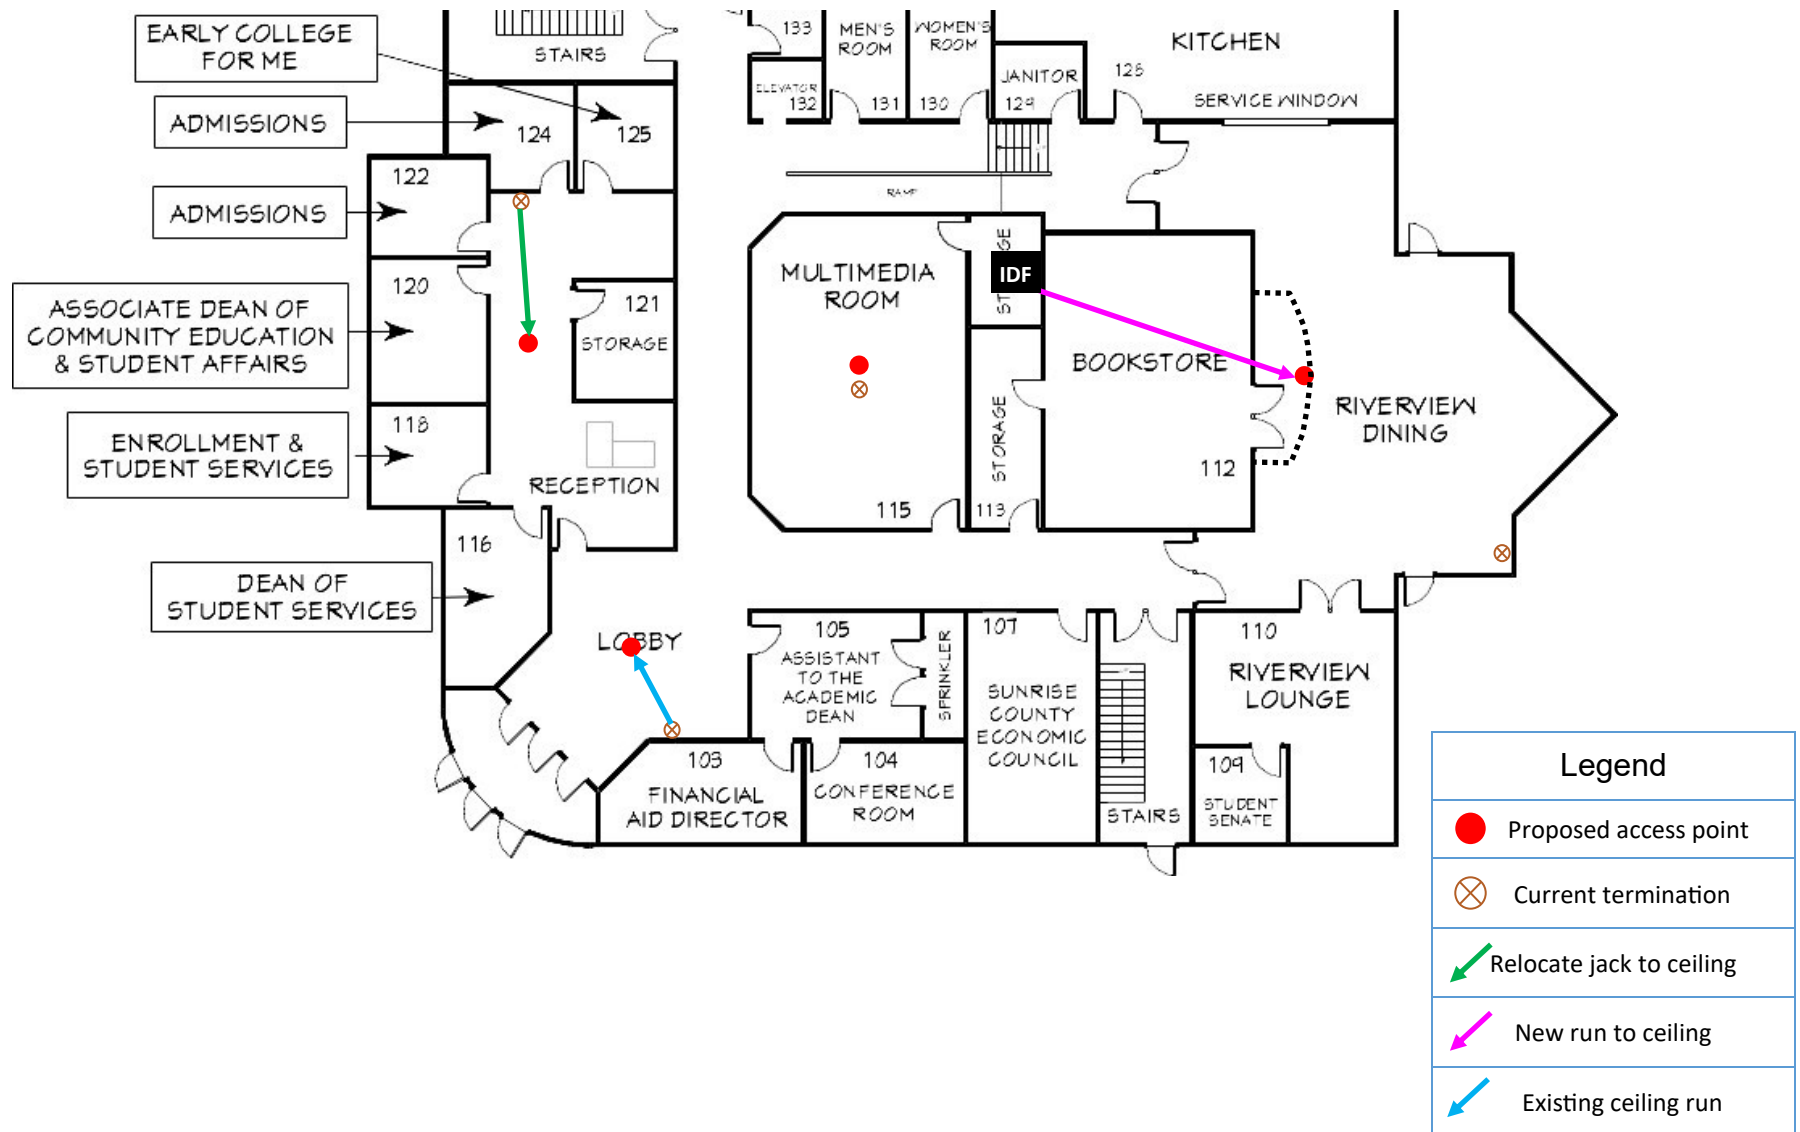 EARLY COLLEGE
FOR ME
STAIRS
133
MEN'S
ROOM
WOMEN'S
ROOM
KITCHEN
ELEVATOR
132
131
130
JANITOR
129
128
SERVICE WINDOW
ADMISSIONS
124
125
122
ADMISSIONS
RAMP
ASSOCIATE DEAN OF
COMMUNITY EDUCATION
& STUDENT AFFAIRS
120
121
STORAGE
MULTIMEDIA
ROOM
115
STORAGE
IDF
STORAGE
113
BOOKSTORE
112
RIVERVIEW
DINING
ENROLLMENT &
STUDENT SERVICES
118
RECEPTION
116
DEAN OF
STUDENT SERVICES
LOBBY
105
ASSISTANT
TO THE
ACADEMIC
DEAN
SPRINKLER
107
SUNRISE
COUNTY
ECONOMIC
COUNCIL
110
RIVERVIEW
LOUNGE
103
FINANCIAL
AID DIRECTOR
104
CONFERENCE
ROOM
STAIRS
109
STUDENT
SENATE
Legend
Proposed access point
Current termination
Relocate jack to ceiling
New run to ceiling
Existing ceiling run